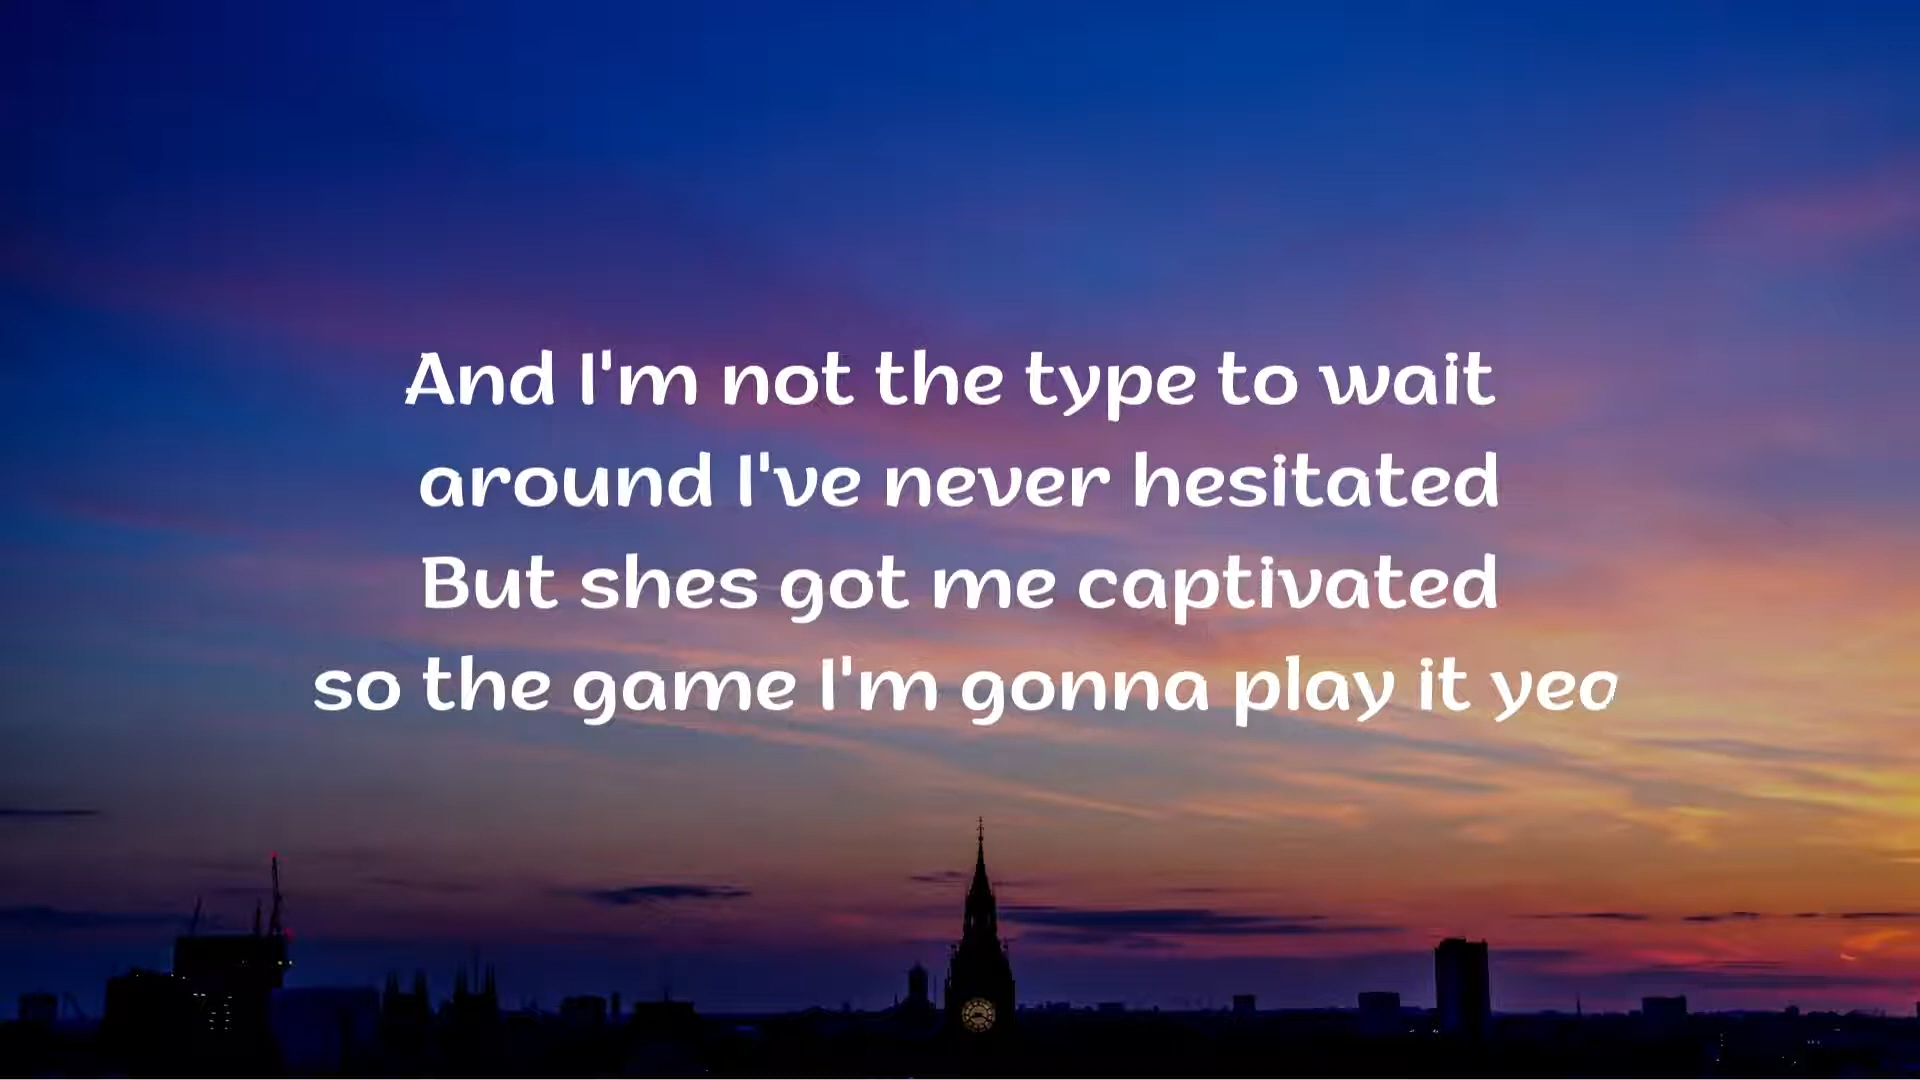 And I'm not the type to wait
around I've never hesitated
But shes got me captivated
so the game I'm gonna play it yea